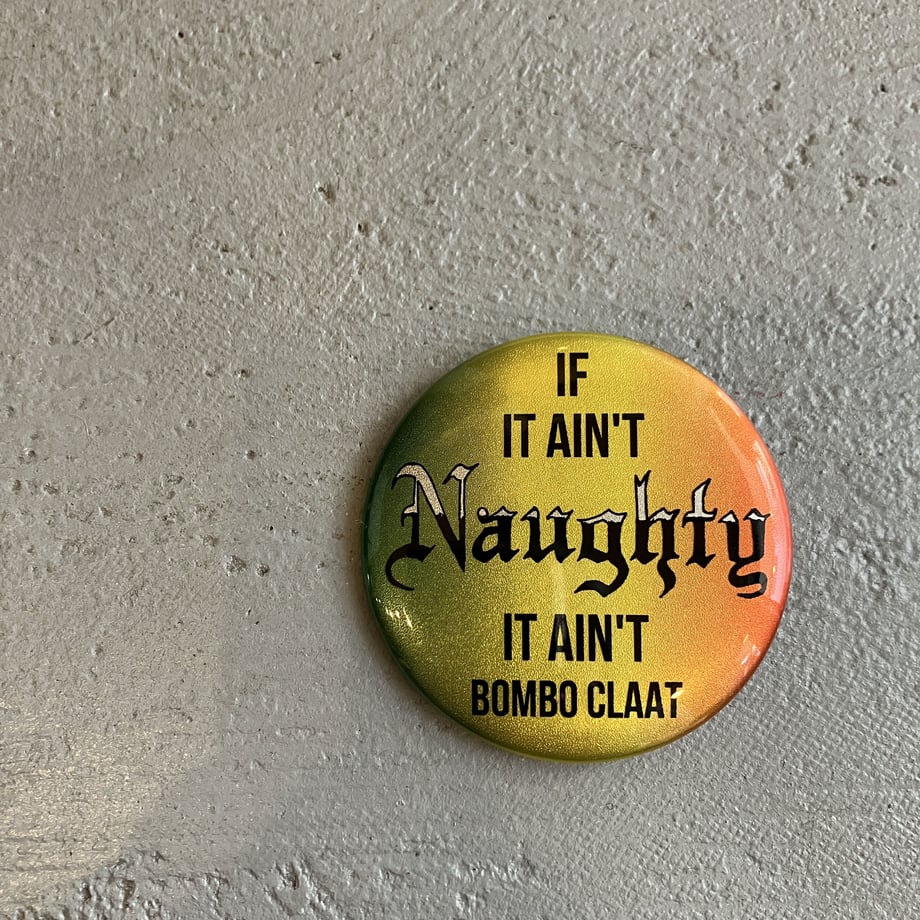 IF
IT AIN'T
Naughty
IT AIN'T
BOMBO CLAAT